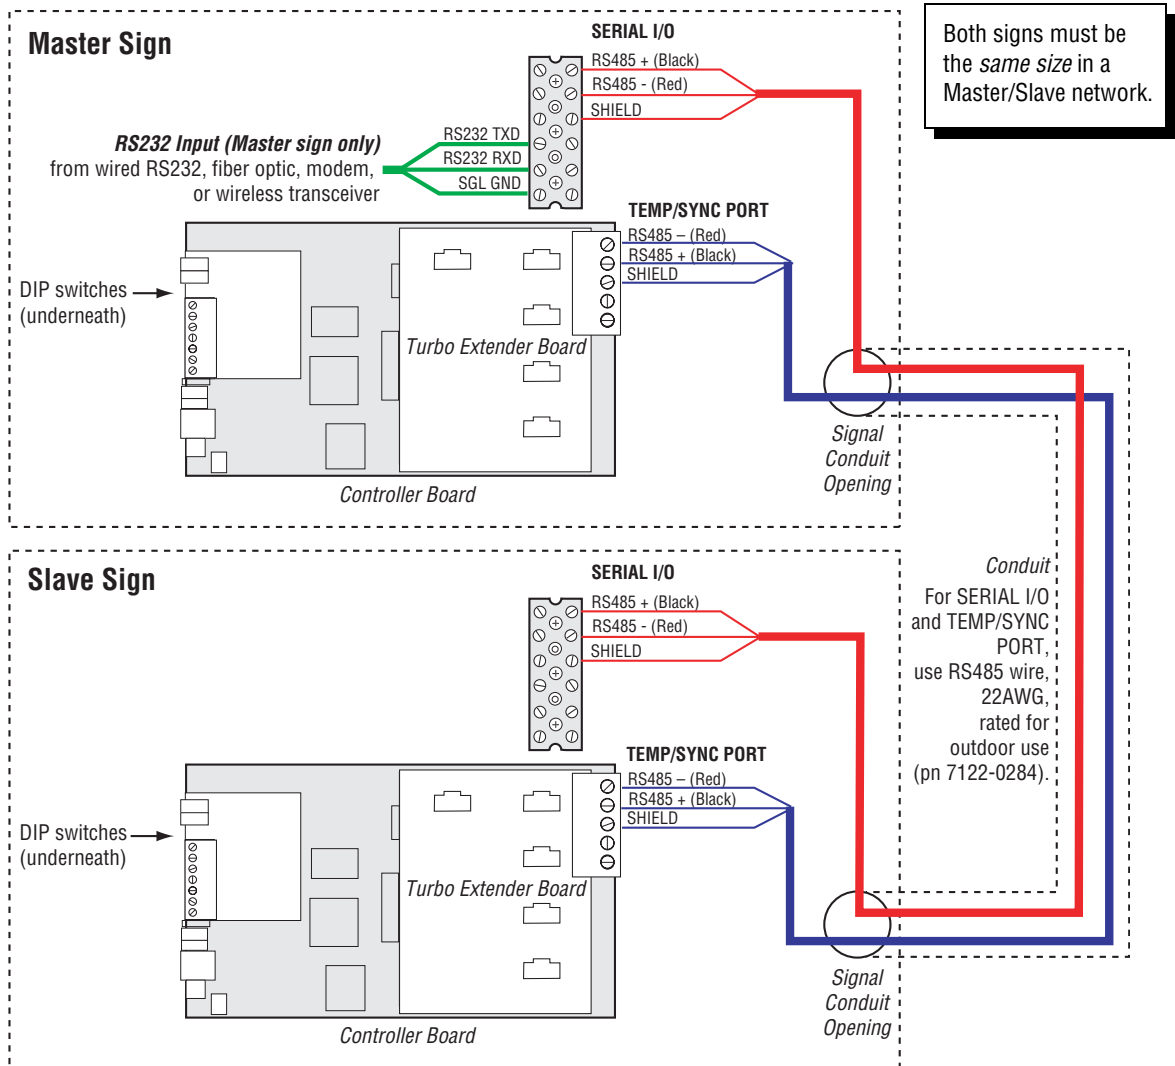 Master Sign
SERIAL I/O
RS485 + (Black)
RS485 - (Red)
SHIELD
Both signs must be
the same size in a
Master/Slave network.
RS232 Input (Master sign only)
from wired RS232, fiber optic, modem,
or wireless transceiver
RS232 TXD
RS232 RXD
SGL GND
TEMP/SYNC PORT
RS485 – (Red)
RS485 + (Black)
SHIELD
DIP switches
(underneath)
Turbo Extender Board
Controller Board
Signal
Conduit
Opening
Slave Sign
SERIAL I/O
RS485 + (Black)
RS485 - (Red)
SHIELD
Conduit
For SERIAL I/O
and TEMP/SYNC
PORT,
use RS485 wire,
22AWG,
rated for
outdoor use
(pn 7122-0284).
TEMP/SYNC PORT
RS485 – (Red)
RS485 + (Black)
SHIELD
DIP switches
(underneath)
Turbo Extender Board
Controller Board
Signal
Conduit
Opening